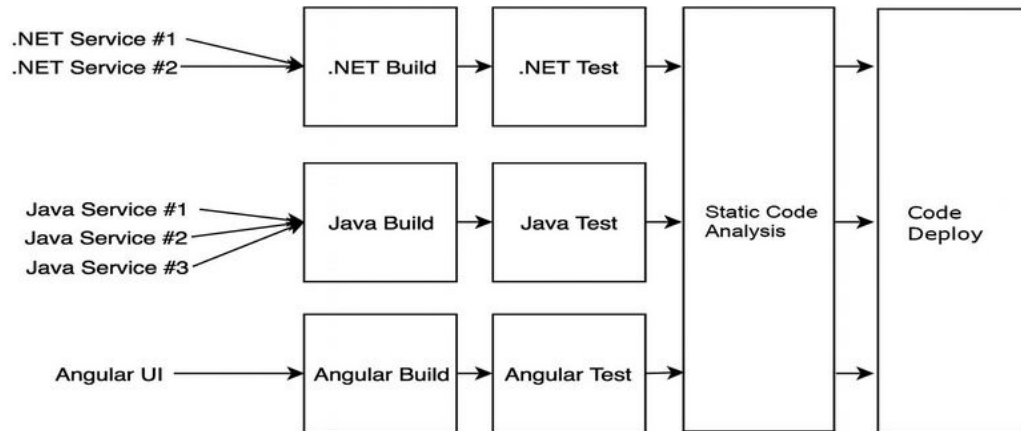 .NET Service #1
.NET Service #2
.NET Build
.NET Test
Java Service #1
Java Service #2
Java Service #3
Java Build
Java Test
Static Code
Analysis
Code
Deploy
Angular UI
Angular Build
Angular Test